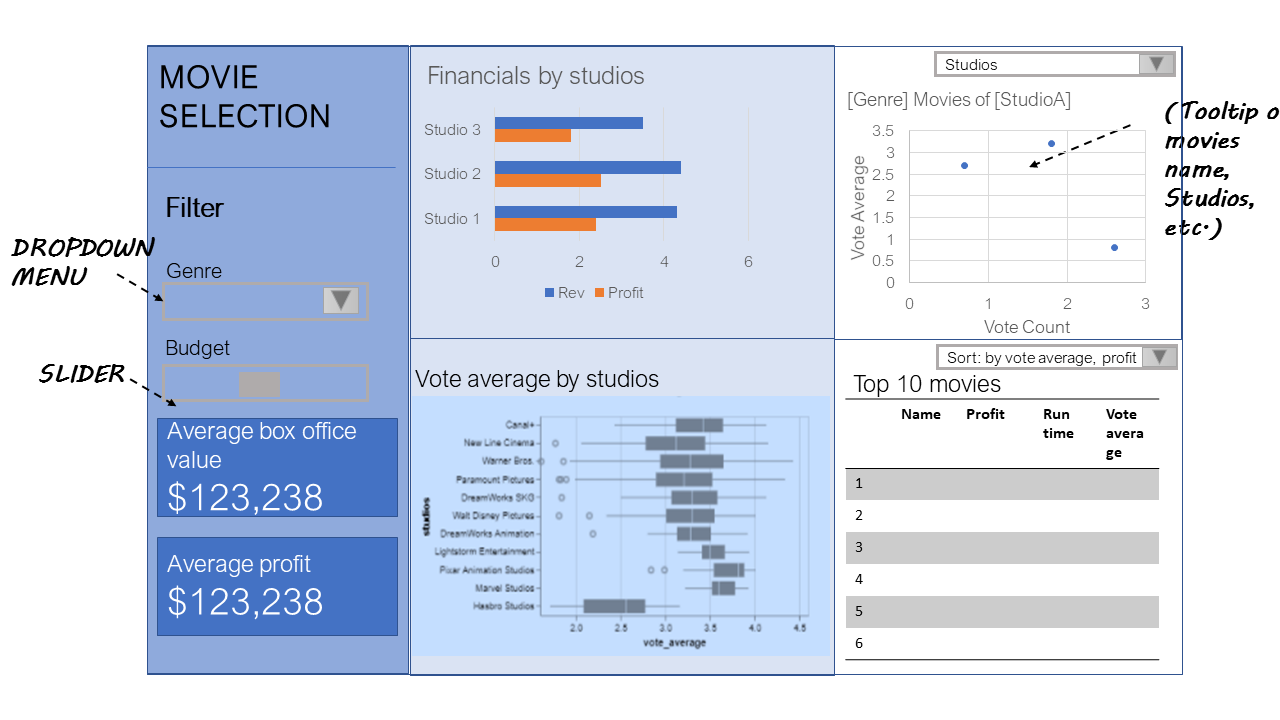 MOVIE
SELECTION
Filter
DROPDOWN
MENU
Genre
Budget
SLIDER
Average box office
value
$123,238
Average profit
$123,238
Financials by studios
Studio 3
Studio 2
Studio 1
0 2 4 6
Rev Profit
Vote average by studios
studios
Canal+
New Line Cinema
Warner Bros.
Paramount Pictures
DreamWorks SKG
Walt Disney Pictures
DreamWorks Animation
Lightstorm Entertainment
Pixar Animation Studios
Marvel Studios
Hasbro Studios
2.0 2.5 3.0 3.5 4.0 4.5
vote_average
Studios
[Genre] Movies of [StudioA]
Vote Average
3.5
3
2.5
2
1.5
1
0.5
0
0 1 2 3
Vote Count
(Tooltip o
movies
name,
Studios,
etc.)
Sort: by vote average, profit
Top 10 movies
Name Profit Run Vote
time avera
ge
1
2
3
4
5
6